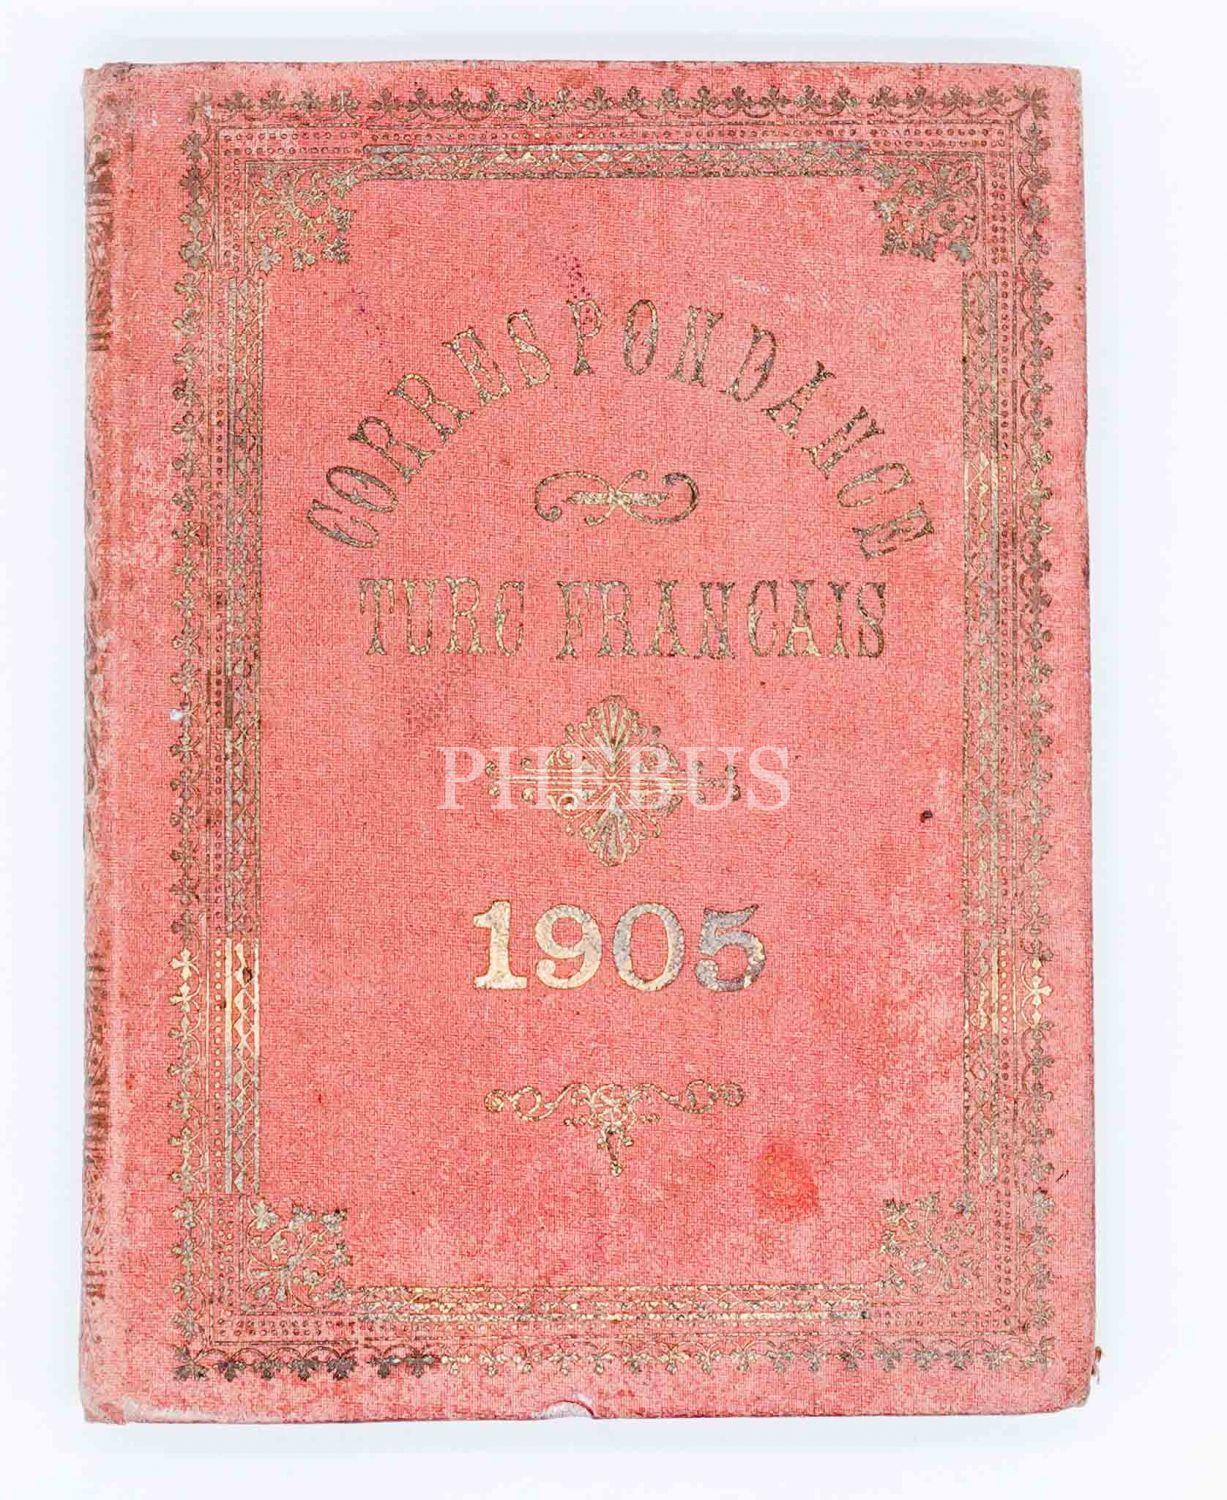 CORRESPONDANCE
TURC FRANCAIS
PHEBUS
1905